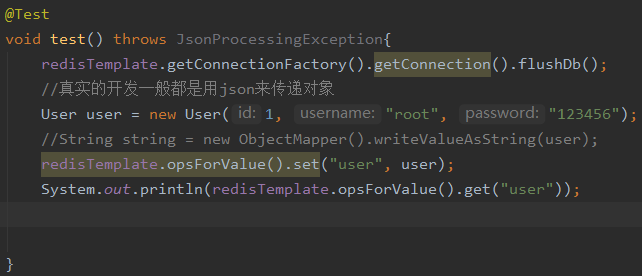 @Test
void test() throws JsonProcessingException{
redisTemplate.getConnectionFactory().getConnection().flushDb();
//真实的开发一般都是用json来传递对象
User user = new User( id: 1, username: "root", password: "123456");
//String string = new ObjectMapper().writeValueAsString(user);
redisTemplate.opsForValue().set("user", user);
System.out.println(redisTemplate.opsForValue().get("user"));
}